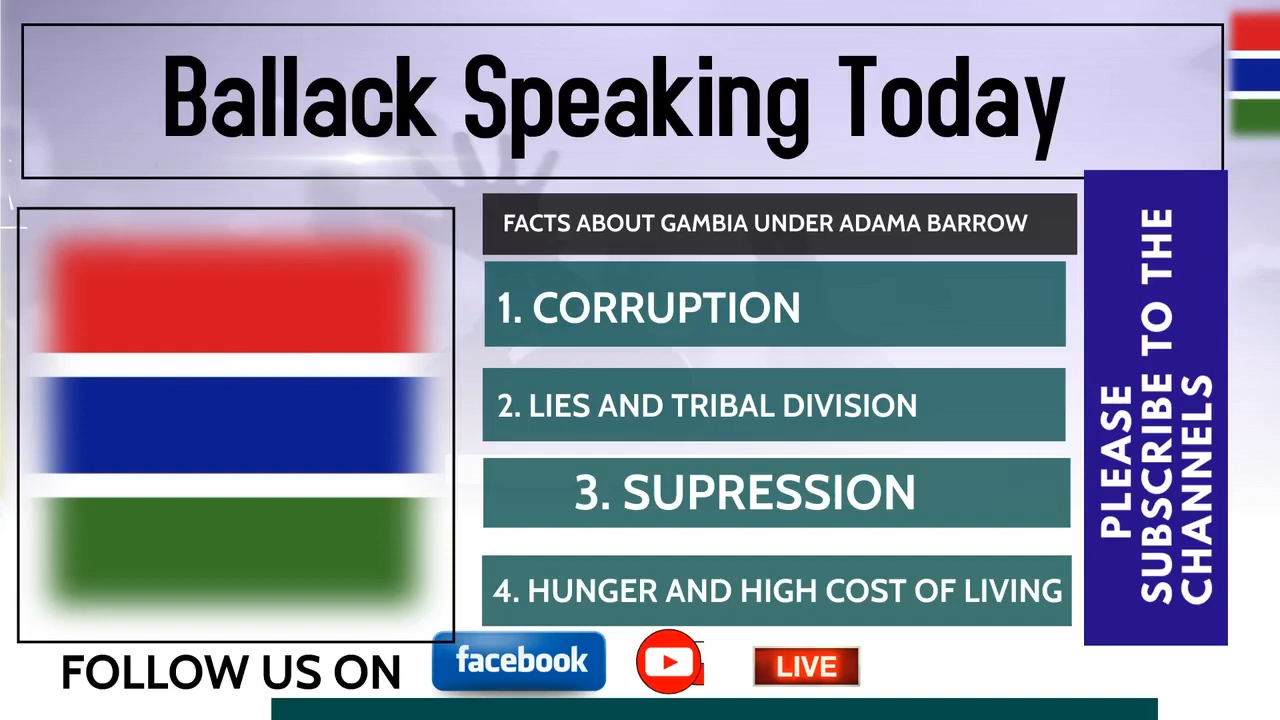 Ballack Speaking Today
FACTS ABOUT GAMBIA UNDER ADAMA BARROW
1. CORRUPTION
2. LIES AND TRIBAL DIVISION
3. SUPRESSION
4. HUNGER AND HIGH COST OF LIVING
PLEASE
SUBSCRIBE TO THE
CHANNELS
FOLLOW US ON
facebook
LIVE